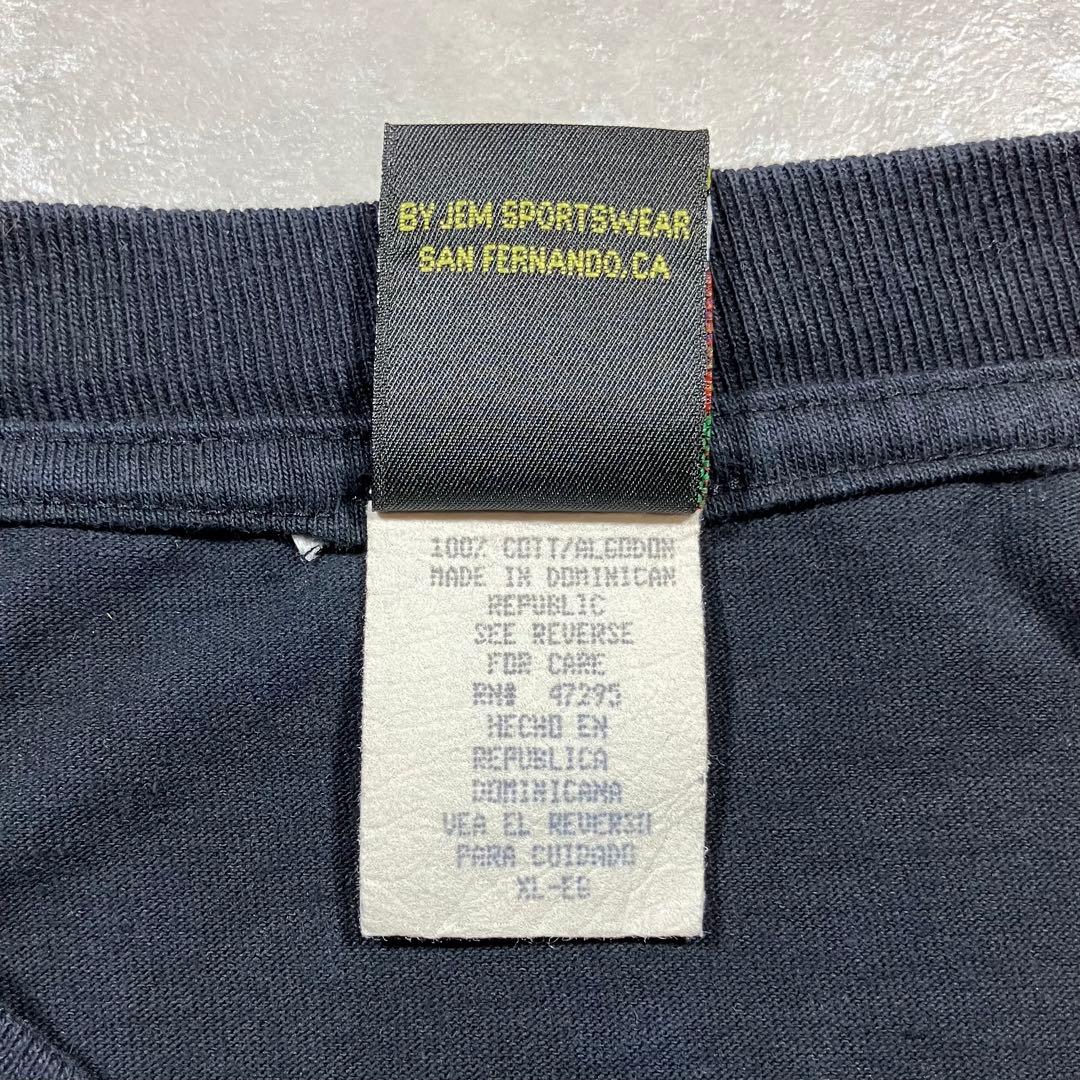 BY JEM SPORTSWEAR
SAN FERNANDO, CA
100% COTT/ALGODON
MADE IN DOMINICAN
REPUBLIC
SEE REVERSE
FOR CARE
RN# 47295
HECHO EN
REPUBLICA
DOMINICANA
VEA EL REVERSO
PARA CUIDADO
XL-EG